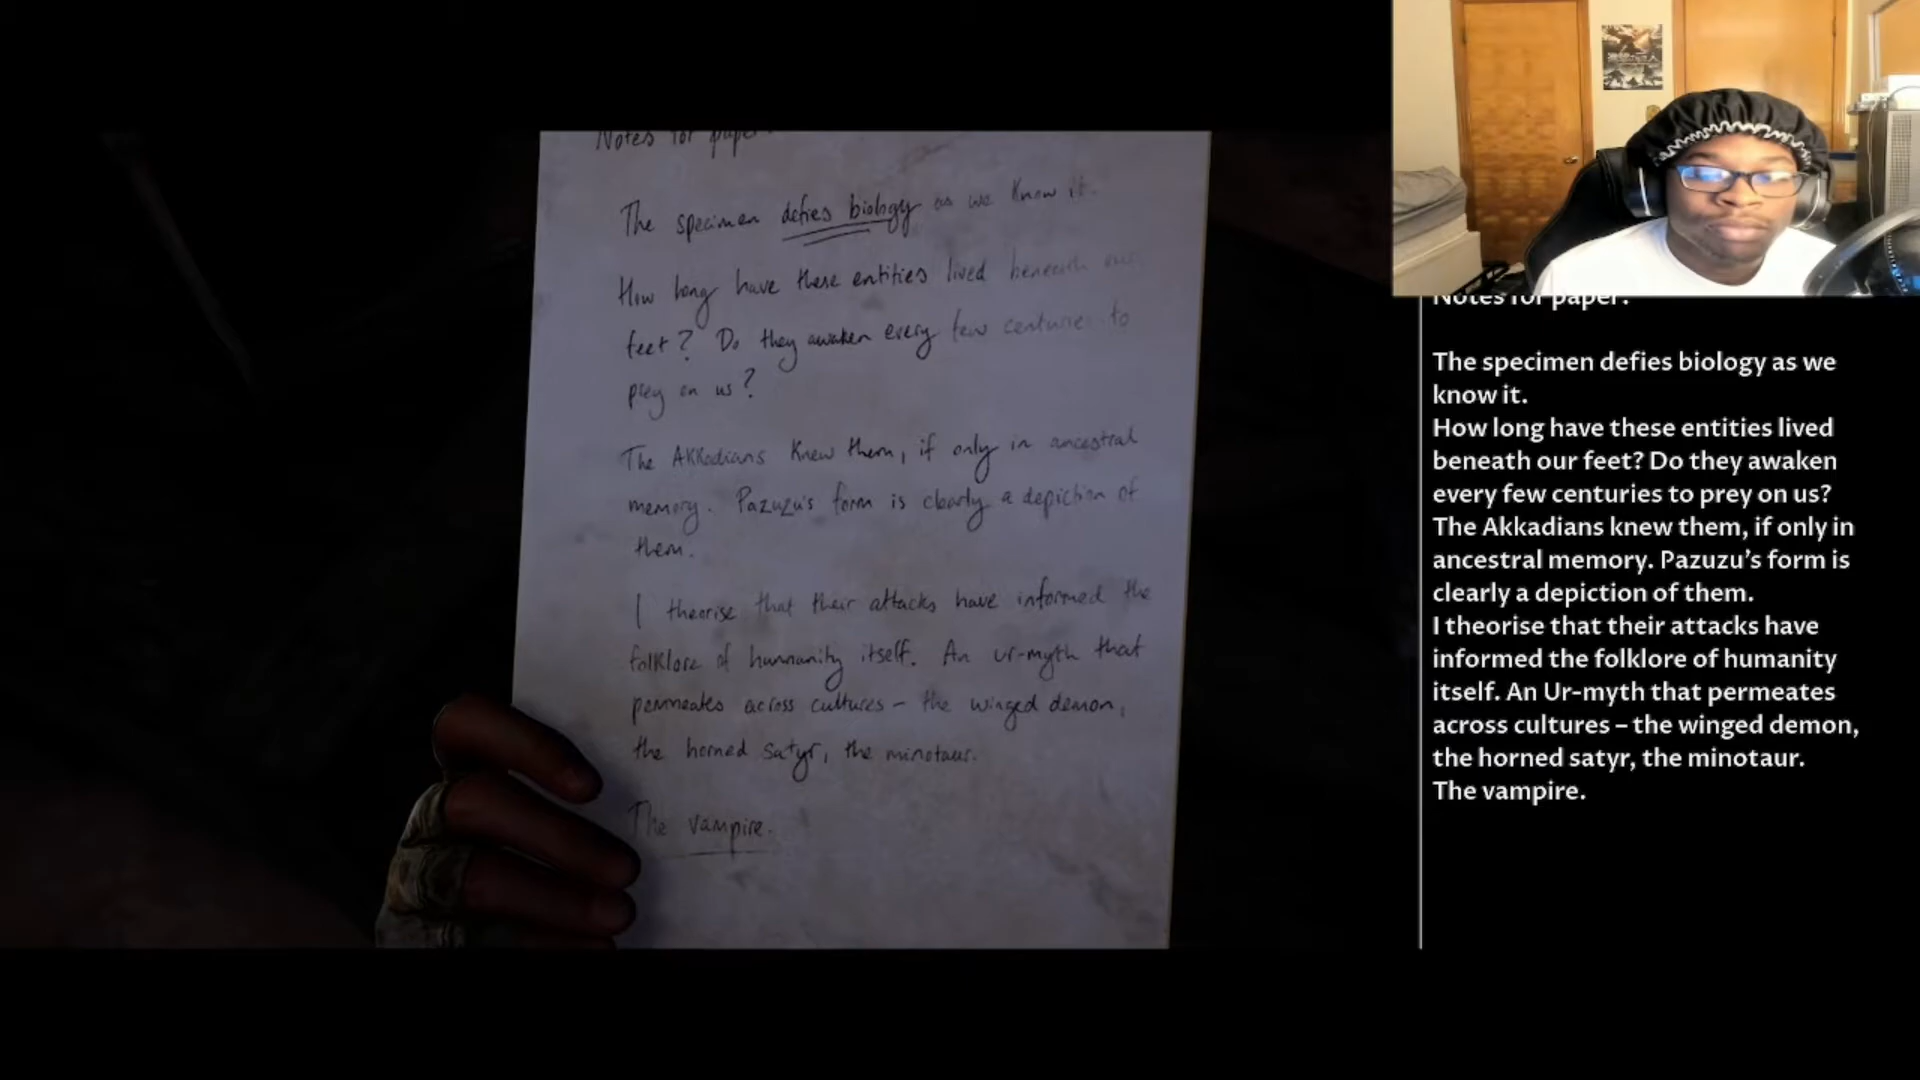 Notes for paper:
The specimen defies biology as we know it.
How long have these entities lived beneath our
feet? Do they awaken every few centuries to
prey on us?
The Akkadians knew them, if only in ancestral
memory. Pazuzu's form is clearly a depiction of
them.
I theorise that their attacks have informed the
folklore of humanity itself. An ur-myth that
permeates across cultures – the winged demon,
the horned satyr, the minotaur.
The vampire.
Notes for paper:
The specimen defies biology as we
know it.
How long have these entities lived
beneath our feet? Do they awaken
every few centuries to prey on us?
The Akkadians knew them, if only in
ancestral memory. Pazuzu’s form is
clearly a depiction of them.
I theorise that their attacks have
informed the folklore of humanity
itself. An Ur-myth that permeates
across cultures – the winged demon,
the horned satyr, the minotaur.
The vampire.